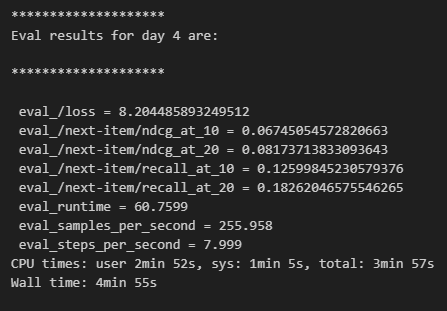 ********************
Eval results for day 4 are:
********************
eval_/loss = 8.204485893249512
eval_/next-item/ndcg_at_10 = 0.06745054572820663
eval_/next-item/ndcg_at_20 = 0.08173713833093643
eval_/next-item/recall_at_10 = 0.12599845230579376
eval_/next-item/recall_at_20 = 0.18262046575546265
eval_runtime = 60.7599
eval_samples_per_second = 255.958
eval_steps_per_second = 7.999
CPU times: user 2min 52s, sys: 1min 5s, total: 3min 57s
Wall time: 4min 55s